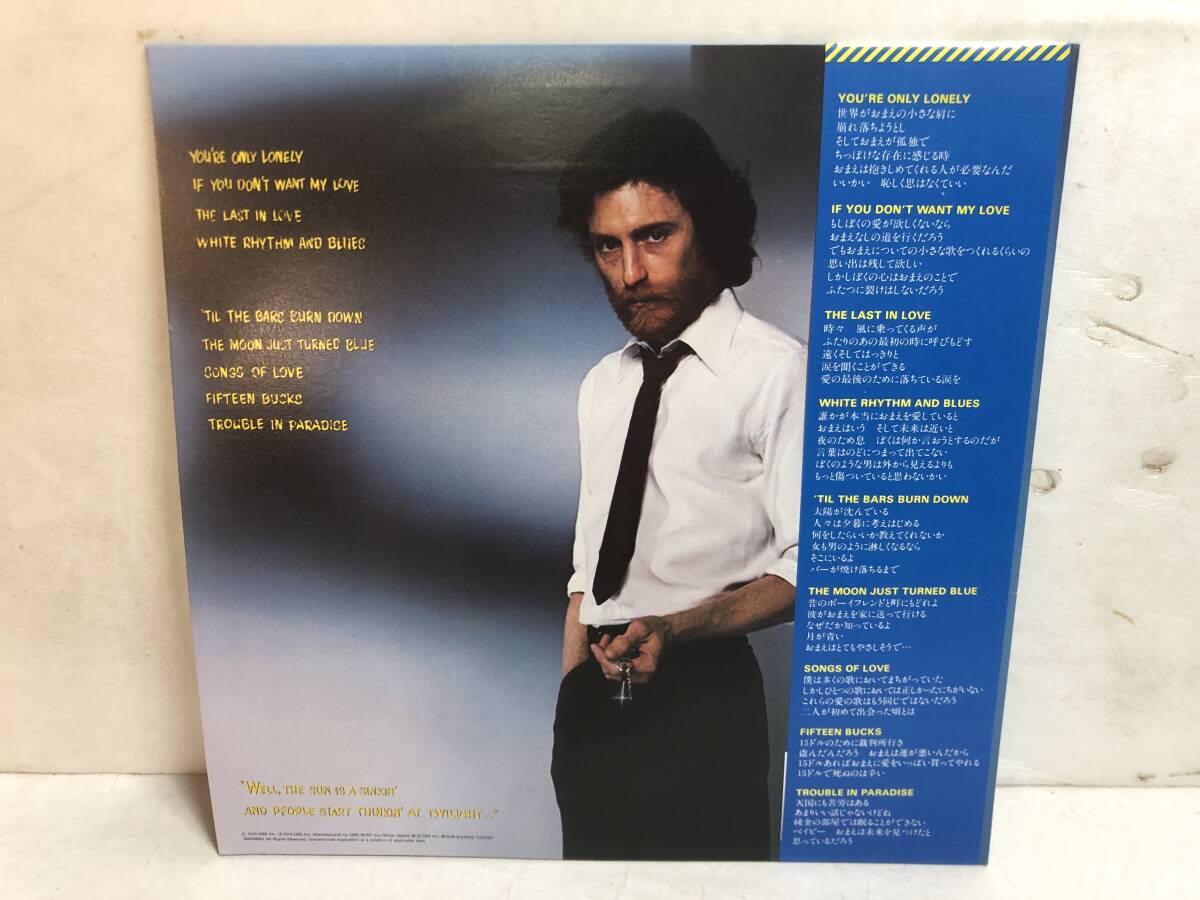 YOU'RE ONLY LONELY
IF YOU DON'T WANT MY LOVE
THE LAST IN LOVE
WHITE RHYTHM AND BLUES
'TIL THE BARS BURN DOWN
THE MOON JUST TURNED BLUE
SONGS OF LOVE
FIFTEEN BUCKS
TROUBLE IN PARADISE
"WELL, THE SUN IS A SINKIN'
AND PEOPLE START THINKIN' AT TWILIGHT..."
YOU'RE ONLY LONELY
世界がおまえの小さな肩に
崩れ落ちようとし
そしておまえが孤独で
ちっぽけな存在に感じる時
おまえは抱きしめてくれる人が必要なんだ
いいかい 恥しく思はなくていい
IF YOU DON'T WANT MY LOVE
もしぼくの愛が欲しくないなら
おまえなしの道を行くだろう
でもおまえについての小さな歌をつくれるくらいの
思い出は残して欲しい
しかしぼくの心はおまえのことで
ふたつに裂けはしないだろう
THE LAST IN LOVE
時々 風に乗ってくる声が
ふたりのあの最初の時に呼びもどす
遠くそしてはっきりと
涙を聞くことができる
愛の最後のために落ちている涙を
WHITE RHYTHM AND BLUES
誰かが本当におまえを愛していると
おまえはいう そして未来は近いと
夜のため息 ぼくは何か言おうとするのだが
言葉はのどにつまって出てこない
ぼくのような男は外から見えるよりも
もっと傷ついていると思わないかい
'TIL THE BARS BURN DOWN
太陽が沈んでいる
人々は夕暮に考えはじめる
何をしたらいいか教えてくれないか
女も男のように淋しくなるなら
そこにいるよ
バーが焼け落ちるまで
THE MOON JUST TURNED BLUE
昔のボーイフレンドと町にもどれよ
彼がおまえを家に送って行ける
なぜだか知っているよ
月が青い
おまえはとてもやさしそうで…
SONGS OF LOVE
僕は多くの歌においてまちがっていた
しかしひとつの歌においては正しかったにちがいない
これらの愛の歌はもう同じではないだろう
二人が初めて出会った頃とは
FIFTEEN BUCKS
15ドルのために裁判所行き
盗んだんだろう おまえは運が悪いんだから
15ドルあればおまえに愛をいっぱい買ってやれる
15ドルで死ぬのは辛い
TROUBLE IN PARADISE
天国にも苦労はある
あまりいい話じゃないけどね
純金の部屋では眠ることができない
ベイビー おまえは未来を見つけたと
思っているだろう